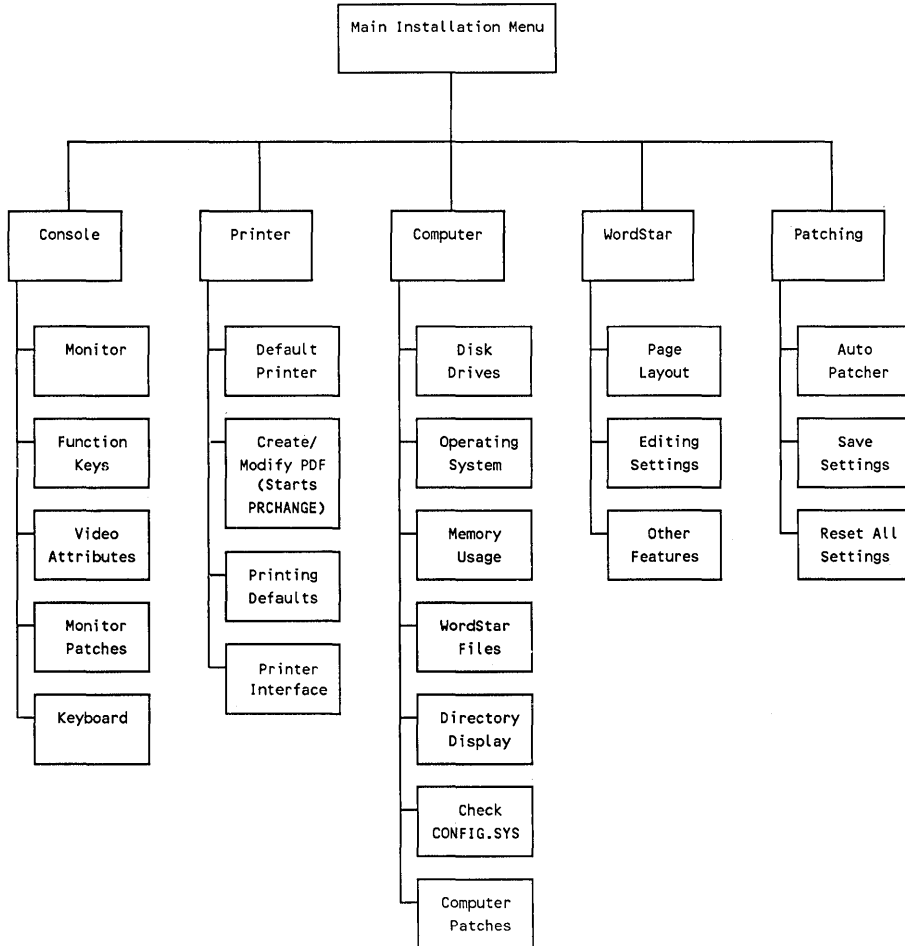 Main Installation Menu
Console
Printer
Computer
WordStar
Patching
Monitor
Function
Keys
Video
Attributes
Monitor
Patches
Keyboard
Default
Printer
Create/
Modify PDF
(Starts
PRCHANGE)
Printing
Defaults
Printer
Interface
Disk
Drives
Operating
System
Memory
Usage
WordStar
Files
Directory
Display
Check
CONFIG.SYS
Computer
Patches
Page
Layout
Editing
Settings
Other
Features
Auto
Patcher
Save
Settings
Reset All
Settings